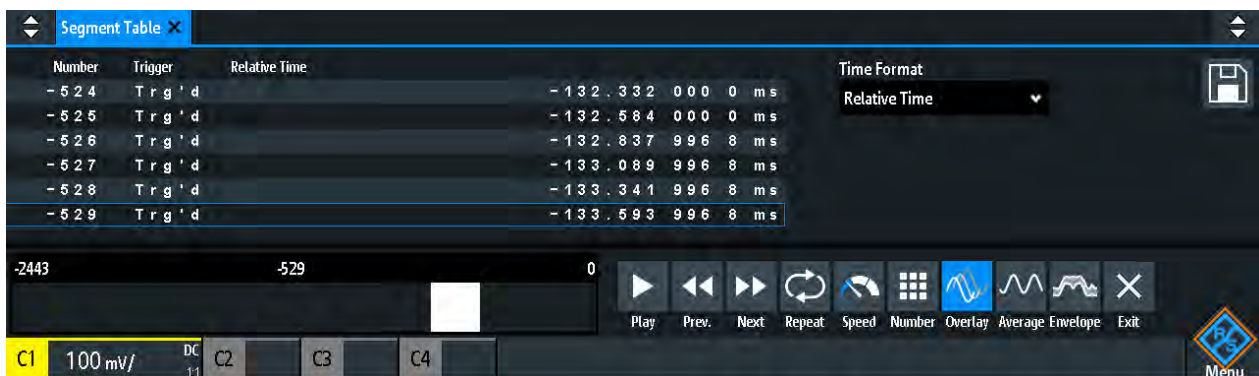 Segment Table
Number Trigger Relative Time
-524 Trg'd -132.332 000 0 ms
-525 Trg'd -132.584 000 0 ms
-526 Trg'd -132.837 996 8 ms
-527 Trg'd -133.089 996 8 ms
-528 Trg'd -133.341 996 8 ms
-529 Trg'd -133.593 996 8 ms
Time Format
Relative Time
-2443 -529 0
Play Prev. Next Repeat Speed Number Overlay Average Envelope Exit
C1 100 mV/ DC 1:1 C2 C3 C4
R S
Menu